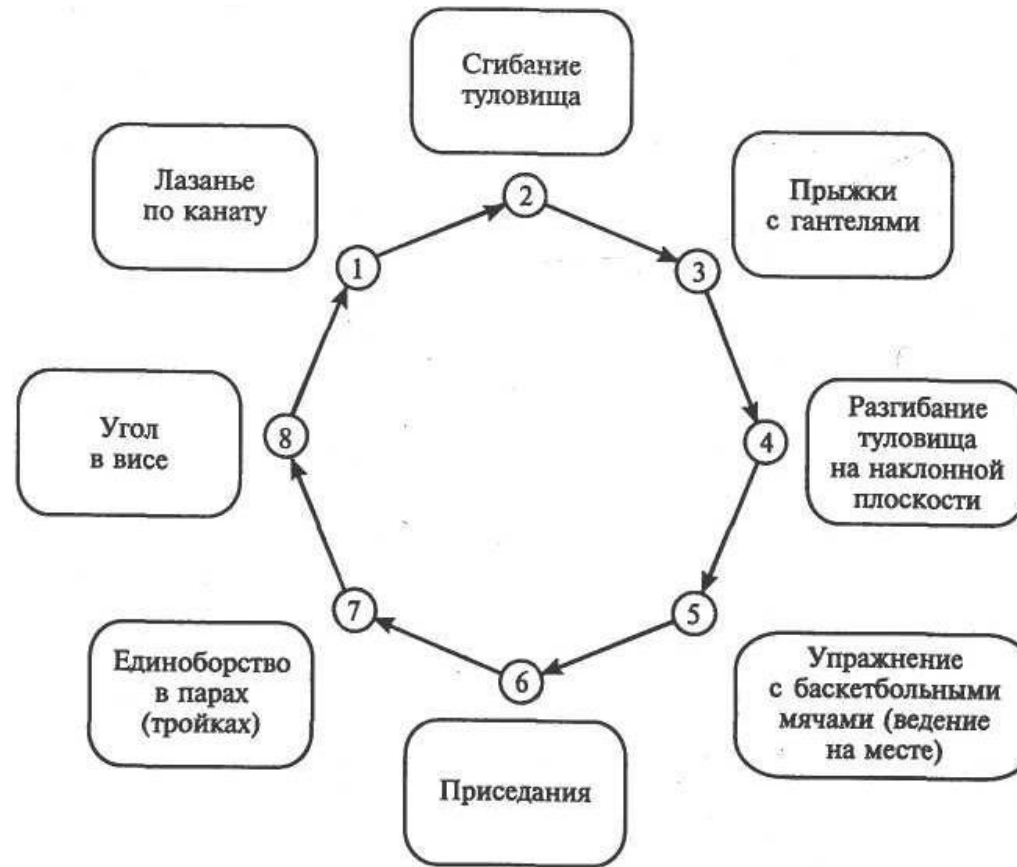 Сгибание
туловища
Лазанье
по канату
Прыжки
с гантелями
2
1
3
Угол
в висе
8
4
Разгибание
туловища
на наклонной
плоскости
7
5
Единоборство
в парах
(тройках)
6
Упражнение
с баскетбольными
мячами (ведение
на месте)
Приседания